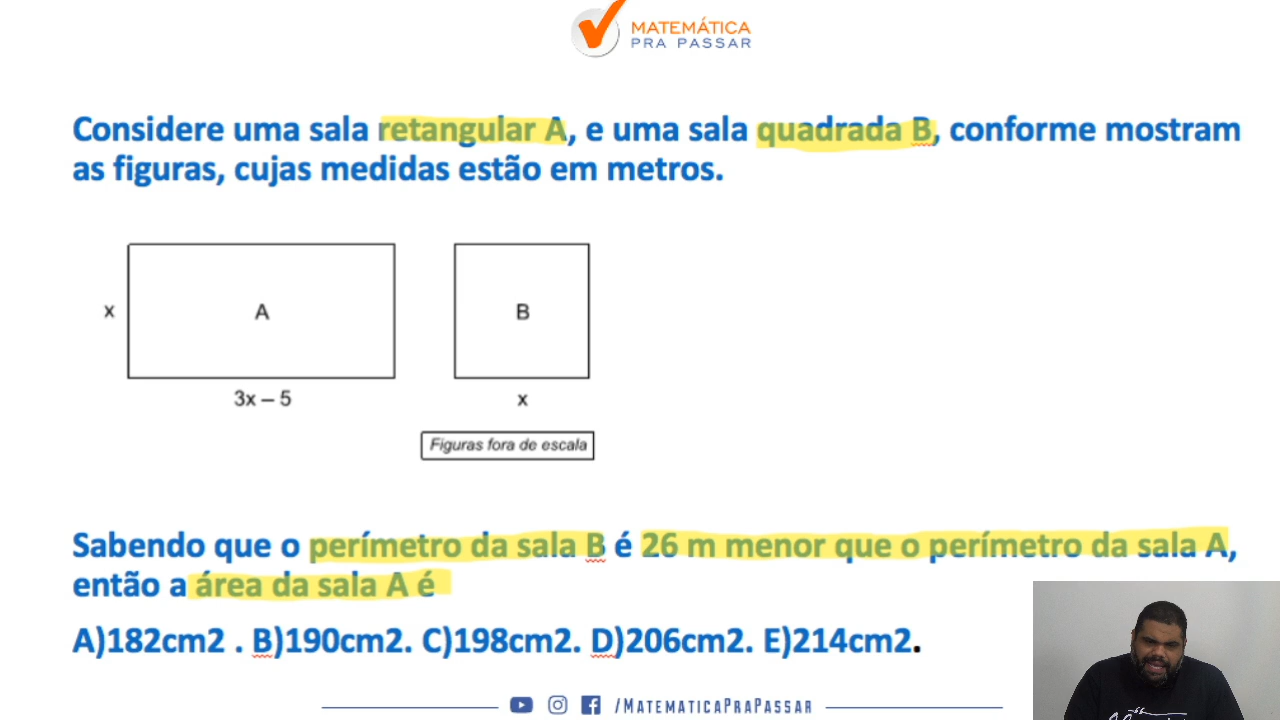 MATEMÁTICA
PRA PASSAR
Considere uma sala retangular A, e uma sala quadrada B, conforme mostram
as figuras, cujas medidas estão em metros.
x
A
B
3x – 5
x
Figuras fora de escala
Sabendo que o perímetro da sala B é 26 m menor que o perímetro da sala A,
então a área da sala A é
A)182cm2 . B)190cm2. C)198cm2. D)206cm2. E)214cm2.
/MATEMATICAPRAPASSAR